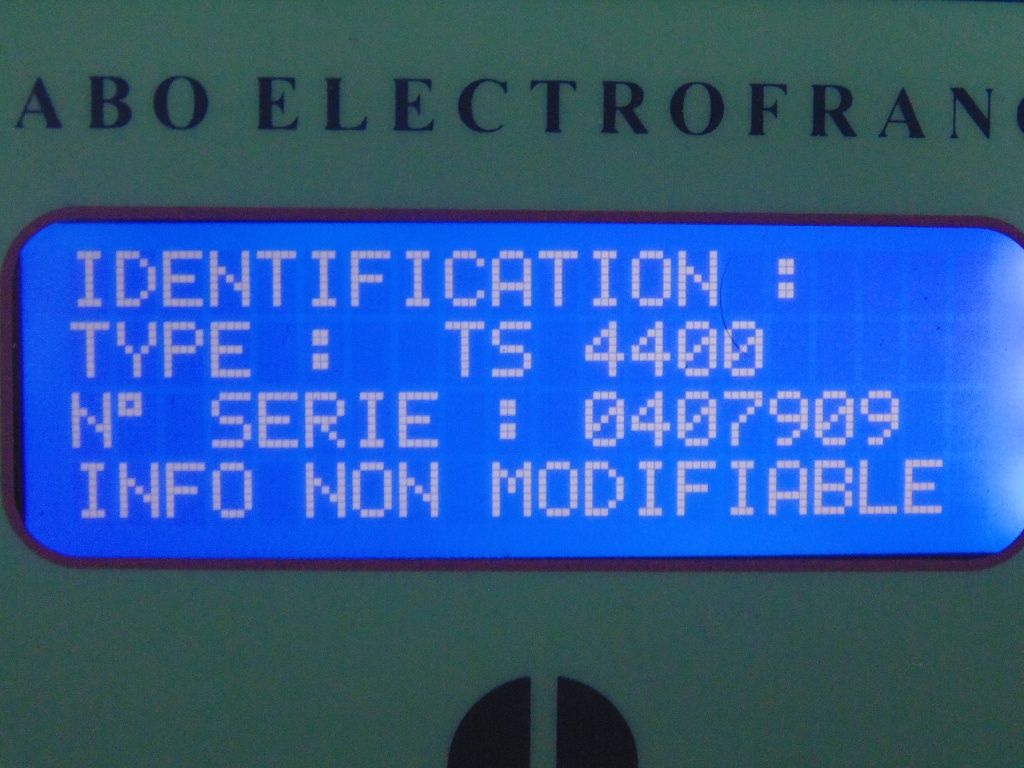 ABO ELECTROFRAN
IDENTIFICATION :
TYPE : TS 4400
N° SERIE : 0407909
INFO NON MODIFIABLE